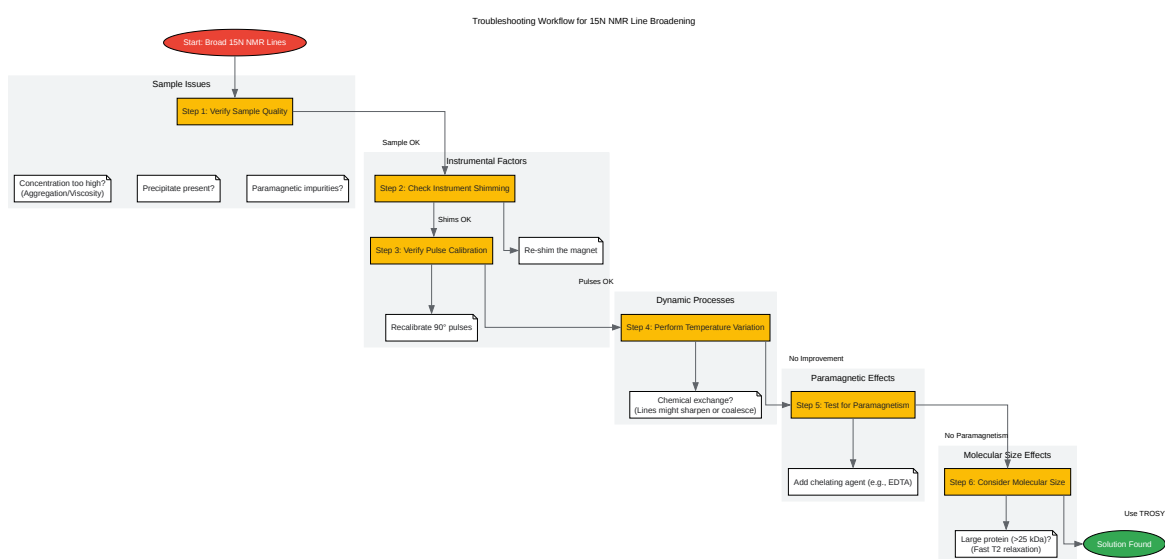 Troubleshooting Workflow for 15N NMR Line Broadening
Start: Broad 15N NMR Lines
Sample Issues
Step 1: Verify Sample Quality
Sample OK
Concentration too high?
(Aggregation/Viscosity)
Precipitate present?
Paramagnetic impurities?
Instrumental Factors
Step 2: Check Instrument Shimming
Shims OK
Step 3: Verify Pulse Calibration
Re-shim the magnet
Pulses OK
Recalibrate 90° pulses
Dynamic Processes
Step 4: Perform Temperature Variation
No Improvement
Chemical exchange?
(Lines might sharpen or coalesce)
Paramagnetic Effects
Step 5: Test for Paramagnetism
No Paramagnetism
Add chelating agent (e.g., EDTA)
Molecular Size Effects
Step 6: Consider Molecular Size
Use TROSY
Large protein (>25 kDa)?
(Fast T2 relaxation)
Solution Found